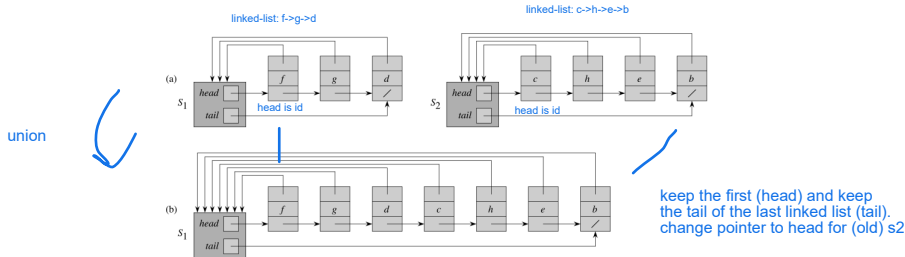 linked-list: f->g->d
linked-list: c->h->e->b
(a)
f
g
d
c
h
e
b
head
head
S1
head is id
S2
head is id
tail
tail
union
(b)
f
g
d
c
h
e
b
head
S1
tail
keep the first (head) and keep
the tail of the last linked list (tail).
change pointer to head for (old) s2